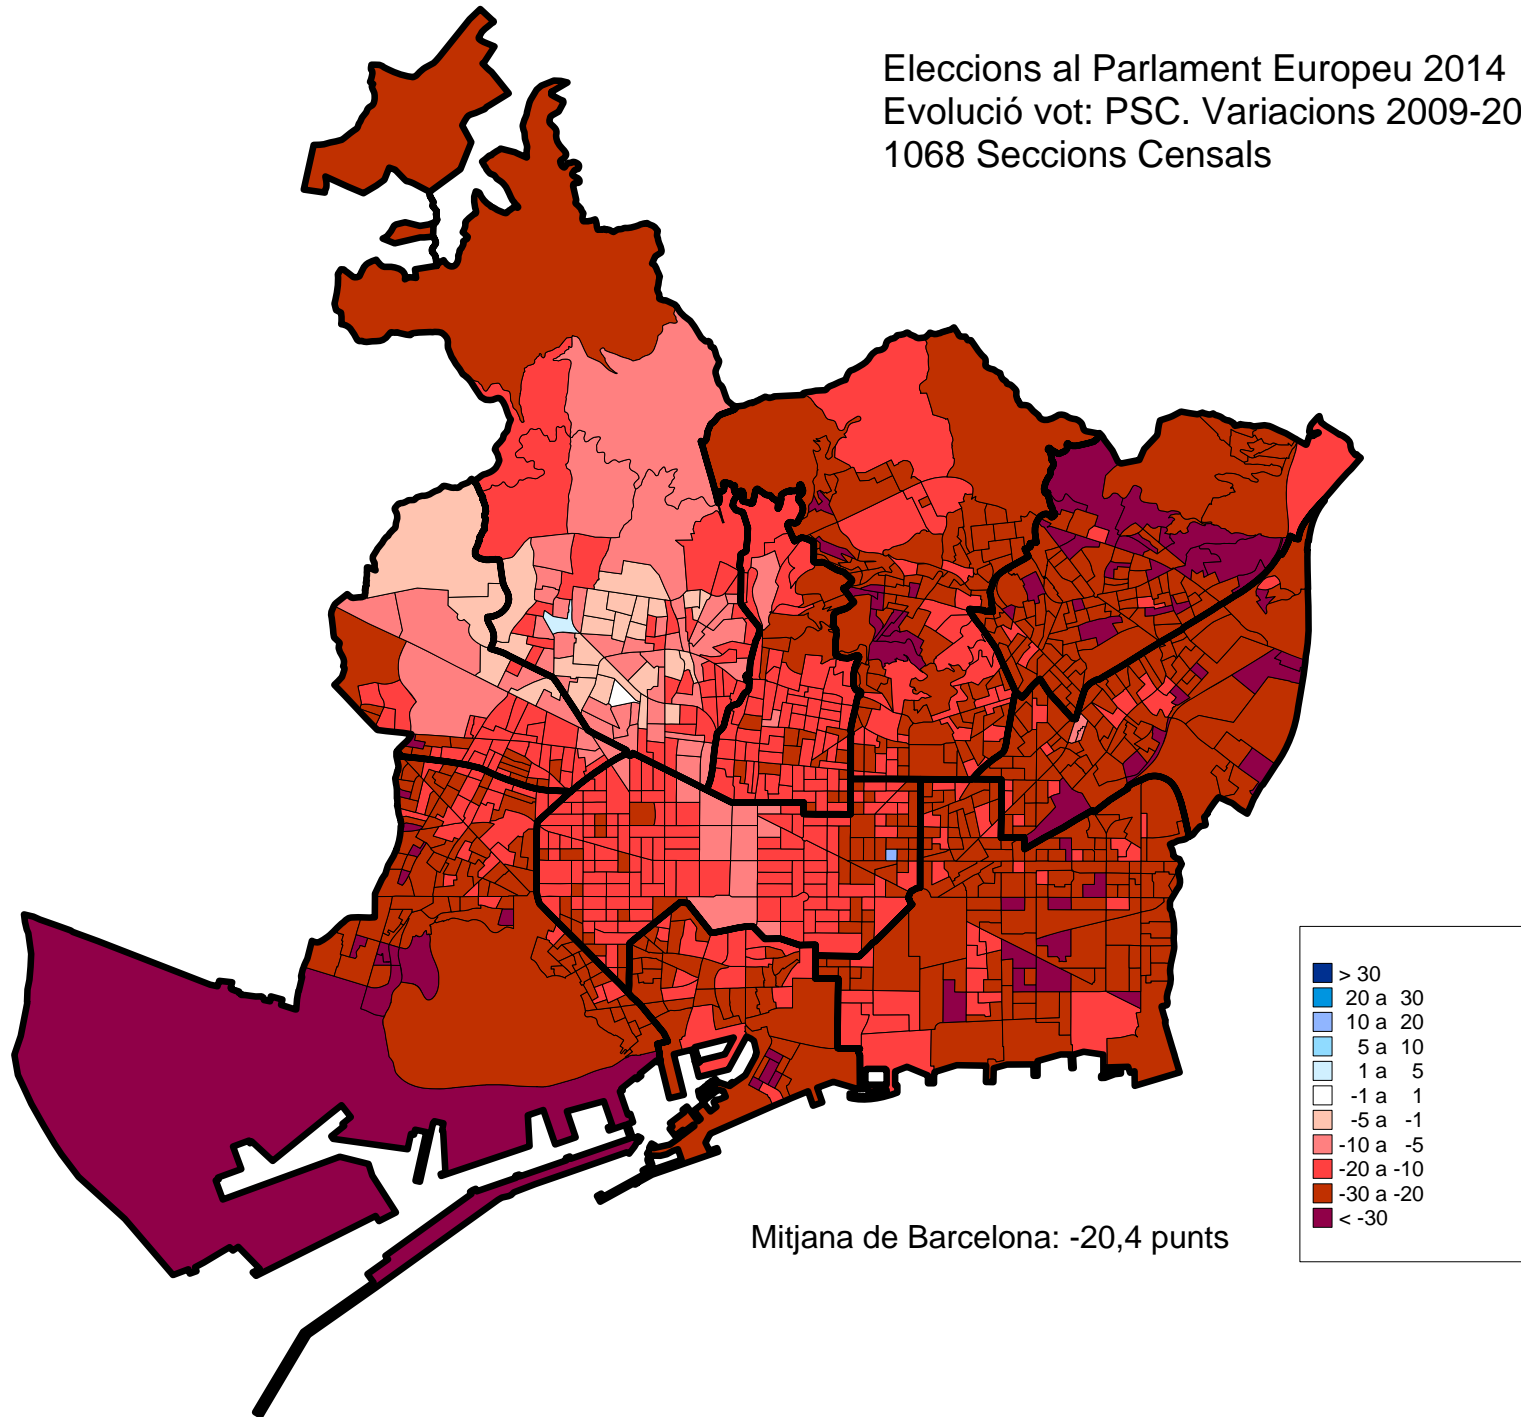 Eleccions al Parlament Europeu 2014
Evolució vot: PSC. Variacions 2009-20
1068 Seccions Censals
> 30
20 a 30
10 a 20
5 a 10
1 a 5
-1 a 1
-5 a -1
-10 a -5
-20 a -10
-30 a -20
< -30
Mitjana de Barcelona: -20,4 punts